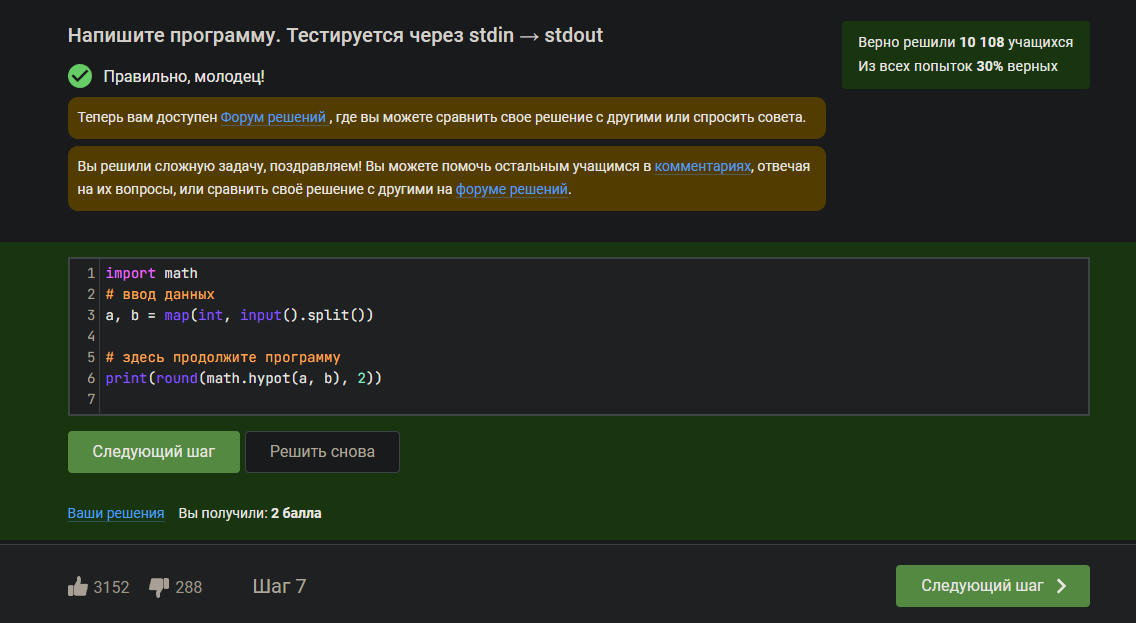 Напишите программу. Тестируется через stdin → stdout
Верно решили 10 108 учащихся
Из всех попыток 30% верных
Правильно, молодец!
Теперь вам доступен Форум решений , где вы можете сравнить свое решение с другими или спросить совета.
Вы решили сложную задачу, поздравляем! Вы можете помочь остальным учащимся в комментариях, отвечая
на их вопросы, или сравнить своё решение с другими на форуме решений.
1 import math
2 # ввод данных
3 a, b = map(int, input().split())
4
5 # здесь продолжите программу
6 print(round(math.hypot(a, b), 2))
7
Следующий шаг
Решить снова
Ваши решения Вы получили: 2 балла
3152 288 Шаг 7
Следующий шаг